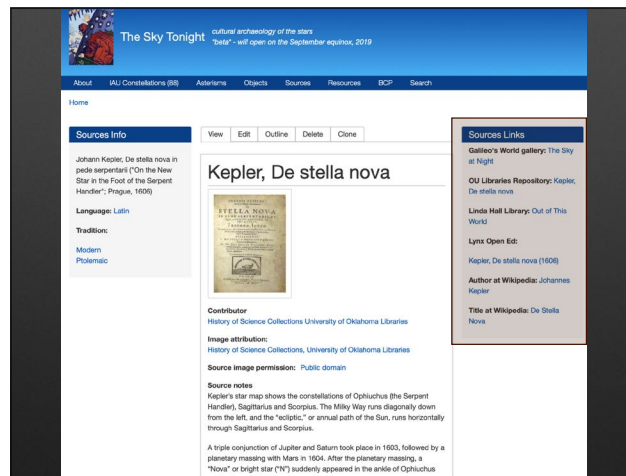 The Sky Tonight
cultural archaeology of the stars
"beta" - will open on the September equinox, 2019
About IAU Constellations (88) Asterisms Objects Sources Resources BCP Search
Home
Sources Info
Johann Kepler, De stella nova in
pede serpentarii ("On the New
Star in the Foot of the Serpent
Handler"; Prague, 1606)
Language: Latin
Tradition:
Modern
Ptolemaic
View Edit Outline Delete Clone
Kepler, De stella nova
STELLA NOVA
Contributor
History of Science Collections University of Oklahoma Libraries
Image attribution:
History of Science Collections, University of Oklahoma Libraries
Source image permission: Public domain
Source notes
Kepler's star map shows the constellations of Ophiuchus (the Serpent
Handler), Sagittarius and Scorpius. The Milky Way runs diagonally down
from the left, and the "ecliptic," or annual path of the Sun, runs horizontally
through Sagittarius and Scorpius.
A triple conjunction of Jupiter and Saturn took place in 1603, followed by a
planetary massing with Mars in 1604. After the planetary massing, a
"Nova" or bright star ("N") suddenly appeared in the ankle of Ophiuchus
Sources Links
Galileo's World gallery: The Sky
at Night
OU Libraries Repository: Kepler,
De stella nova
Linda Hall Library: Out of This
World
Lynx Open Ed:
Kepler, De stella nova (1606)
Author at Wikipedia: Johannes
Kepler
Title at Wikipedia: De Stella
Nova